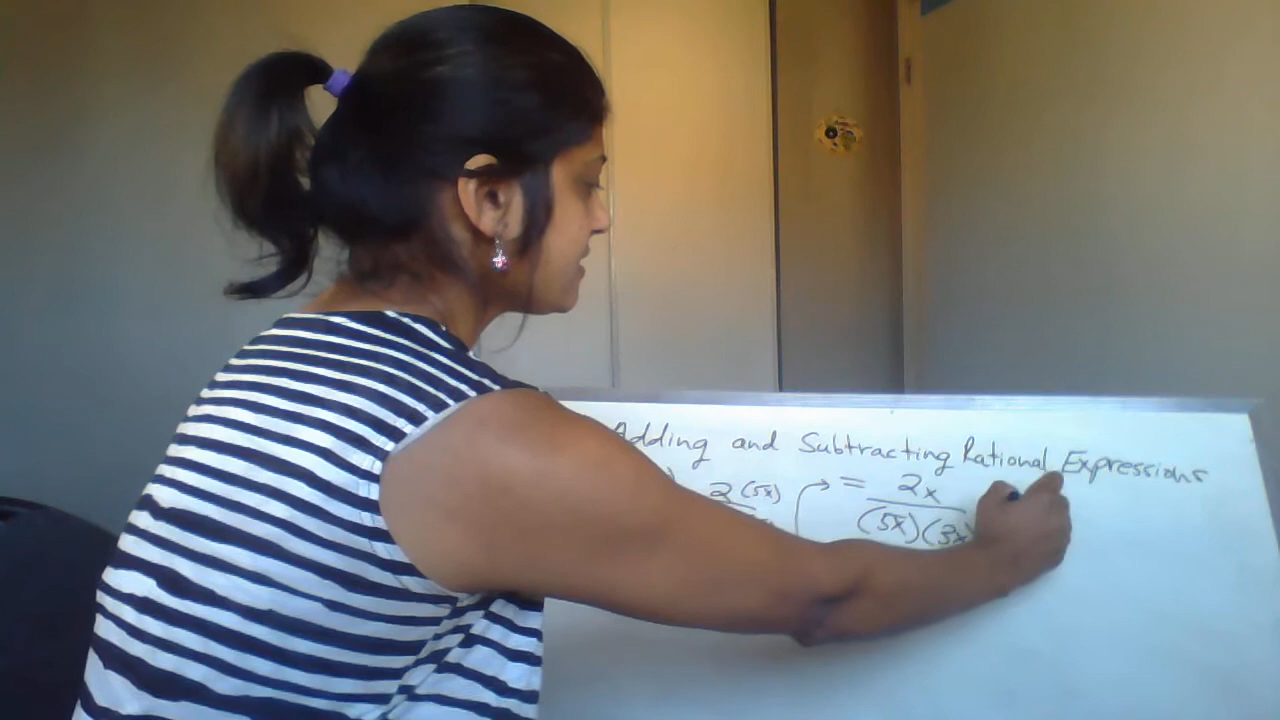 Adding and Subtracting Rational Expressions
) 2 (5x) = 2x
(5x)(3x)